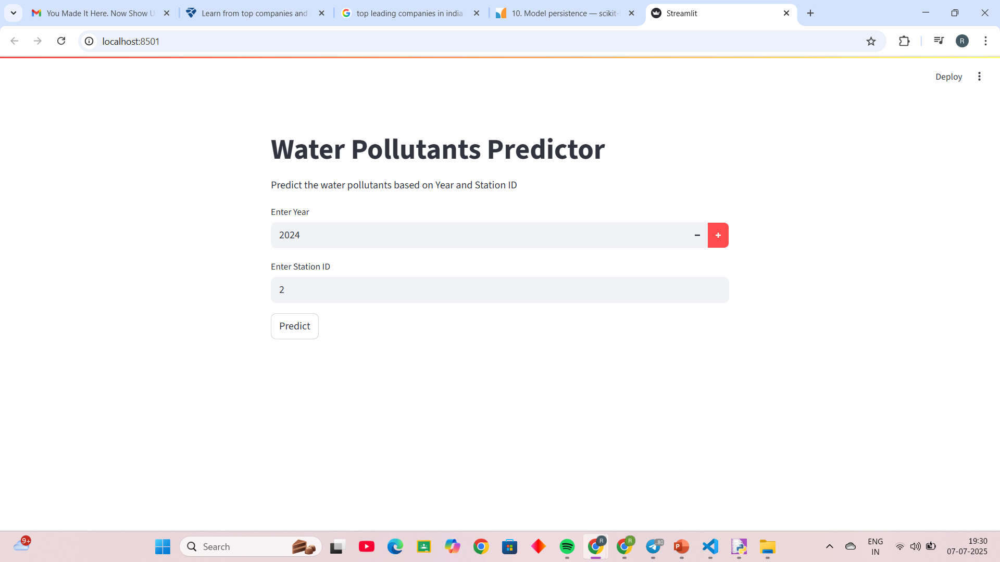 You Made It Here. Now Show U
Learn from top companies and
top leading companies in india
10. Model persistence — scikit-
Streamlit
localhost:8501
R
Deploy
Water Pollutants Predictor
Predict the water pollutants based on Year and Station ID
Enter Year
2024
Enter Station ID
2
Predict
9+
Search
R
R
.80
P
ENG
IN
19:30
07-07-2025